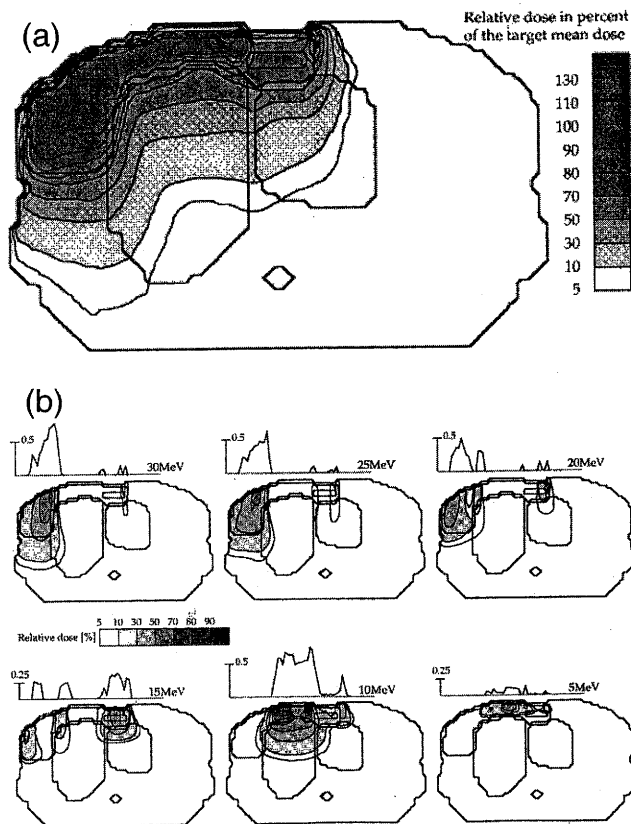 (a)
Relative dose in percent
of the target mean dose
130
110
100
90
80
70
50
30
10
5
(b)
0.5
30MeV
0.5
25MeV
0.5
20MeV
5 10 30 50 70 80 90
Relative dose [%]
0.25
15MeV
0.5
10MeV
0.25
5MeV